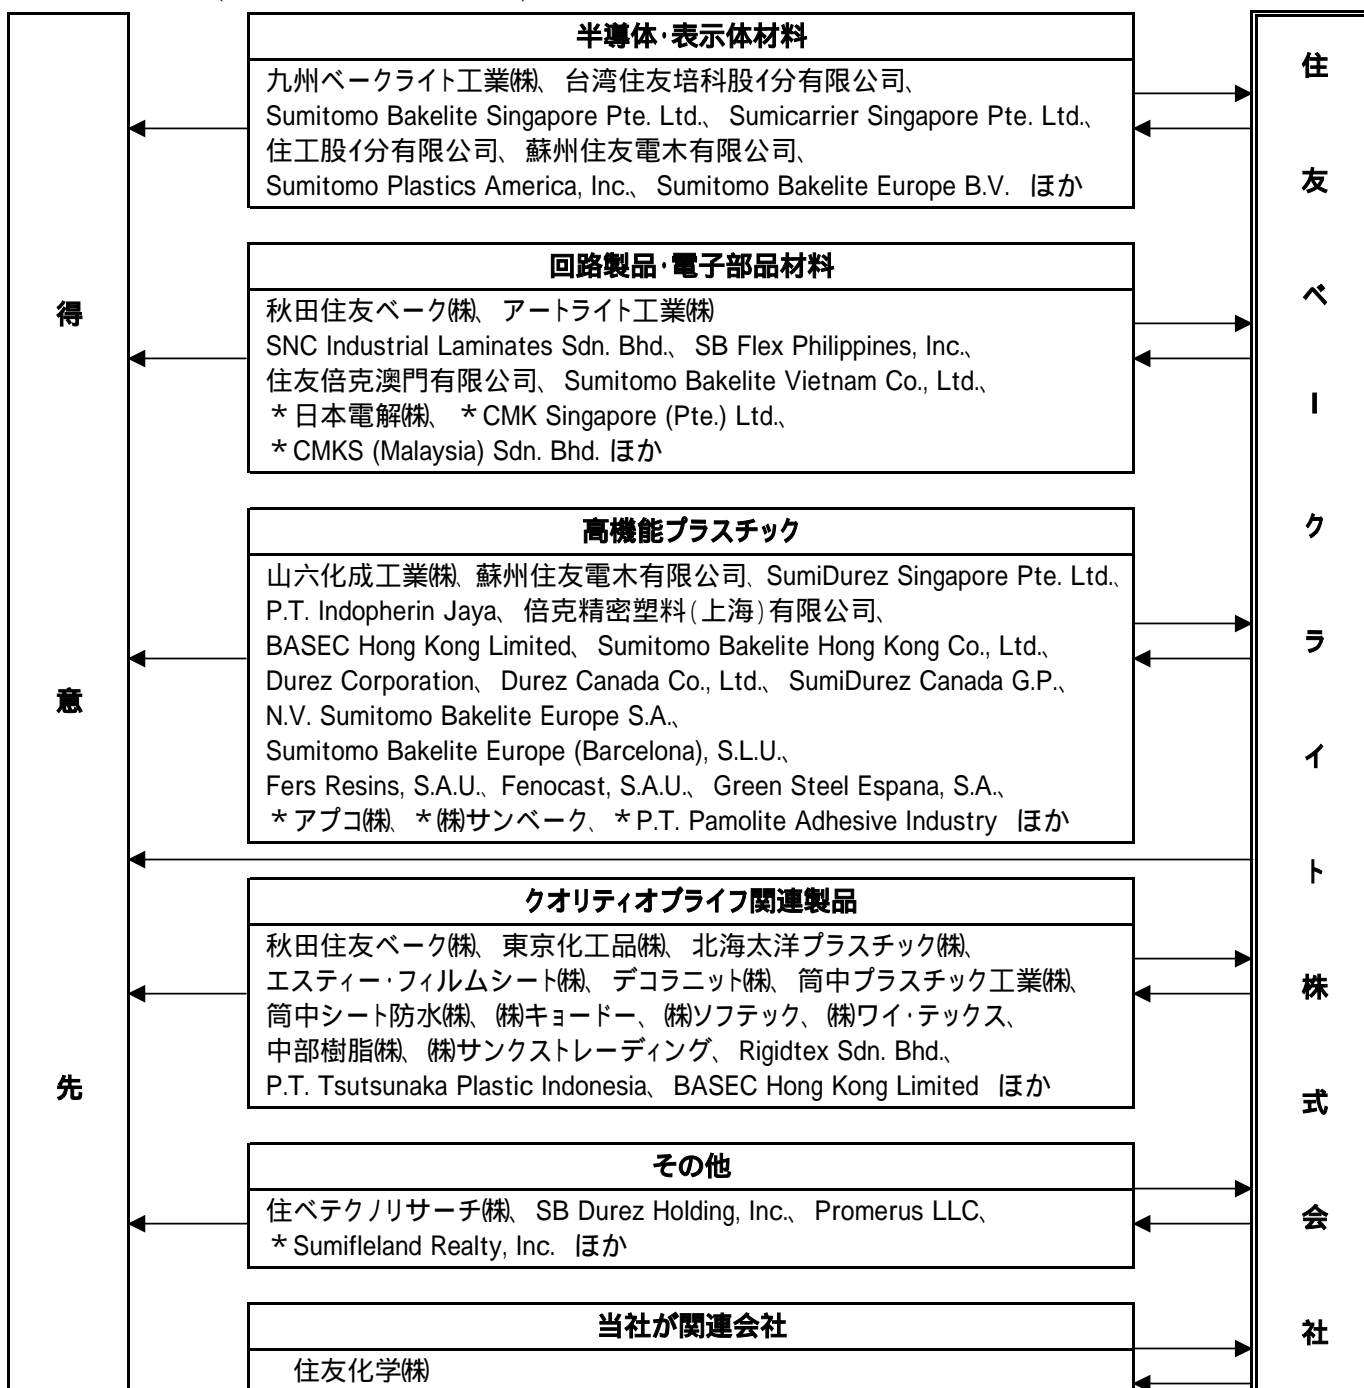 半導体・表示体材料
九州ベークライト工業㈱、台湾住友培科股イ分有限公司、
Sumitomo Bakelite Singapore Pte. Ltd.、Sumicarrier Singapore Pte. Ltd.、
住工股イ分有限公司、蘇州住友電木有限公司、
Sumitomo Plastics America, Inc.、Sumitomo Bakelite Europe B.V. ほか
回路製品・電子部品材料
秋田住友ベーク㈱、アートライト工業㈱
SNC Industrial Laminates Sdn. Bhd.、SB Flex Philippines, Inc.、
住友倍克澳門有限公司、Sumitomo Bakelite Vietnam Co., Ltd.、
*日本電解㈱、*CMK Singapore (Pte.) Ltd.、
*CMKS (Malaysia) Sdn. Bhd. ほか
高機能プラスチック
山六化成工業㈱、蘇州住友電木有限公司、SumiDurez Singapore Pte. Ltd.、
P.T. Indopherin Jaya、倍克精密塑料(上海)有限公司、
BASEC Hong Kong Limited、Sumitomo Bakelite Hong Kong Co., Ltd.、
Durez Corporation、Durez Canada Co., Ltd.、SumiDurez Canada G.P.、
N.V. Sumitomo Bakelite Europe S.A.、
Sumitomo Bakelite Europe (Barcelona), S.L.U.、
Fers Resins, S.A.U.、Fenocast, S.A.U.、Green Steel Espana, S.A.、
*アプコ㈱、*㈱サンベーク、*P.T. Pamolite Adhesive Industry ほか
クオリティオブライフ関連製品
秋田住友ベーク㈱、東京化工品㈱、北海太洋プラスチック㈱、
エスティー・フィルムシート㈱、デコラニット㈱、筒中プラスチック工業㈱、
筒中シート防水㈱、㈱キョードー、㈱ソフテック、㈱ワイ・テックス、
中部樹脂㈱、㈱サンクストレーディング、Rigidtex Sdn. Bhd.、
P.T. Tsutsunaka Plastic Indonesia、BASEC Hong Kong Limited ほか
その他
住ベテクノリサーチ㈱、SB Durez Holding, Inc.、Promerus LLC、
*Sumifleland Realty, Inc. ほか
当社が関連会社
住友化学㈱
得意先
住友ベークライト株式会社